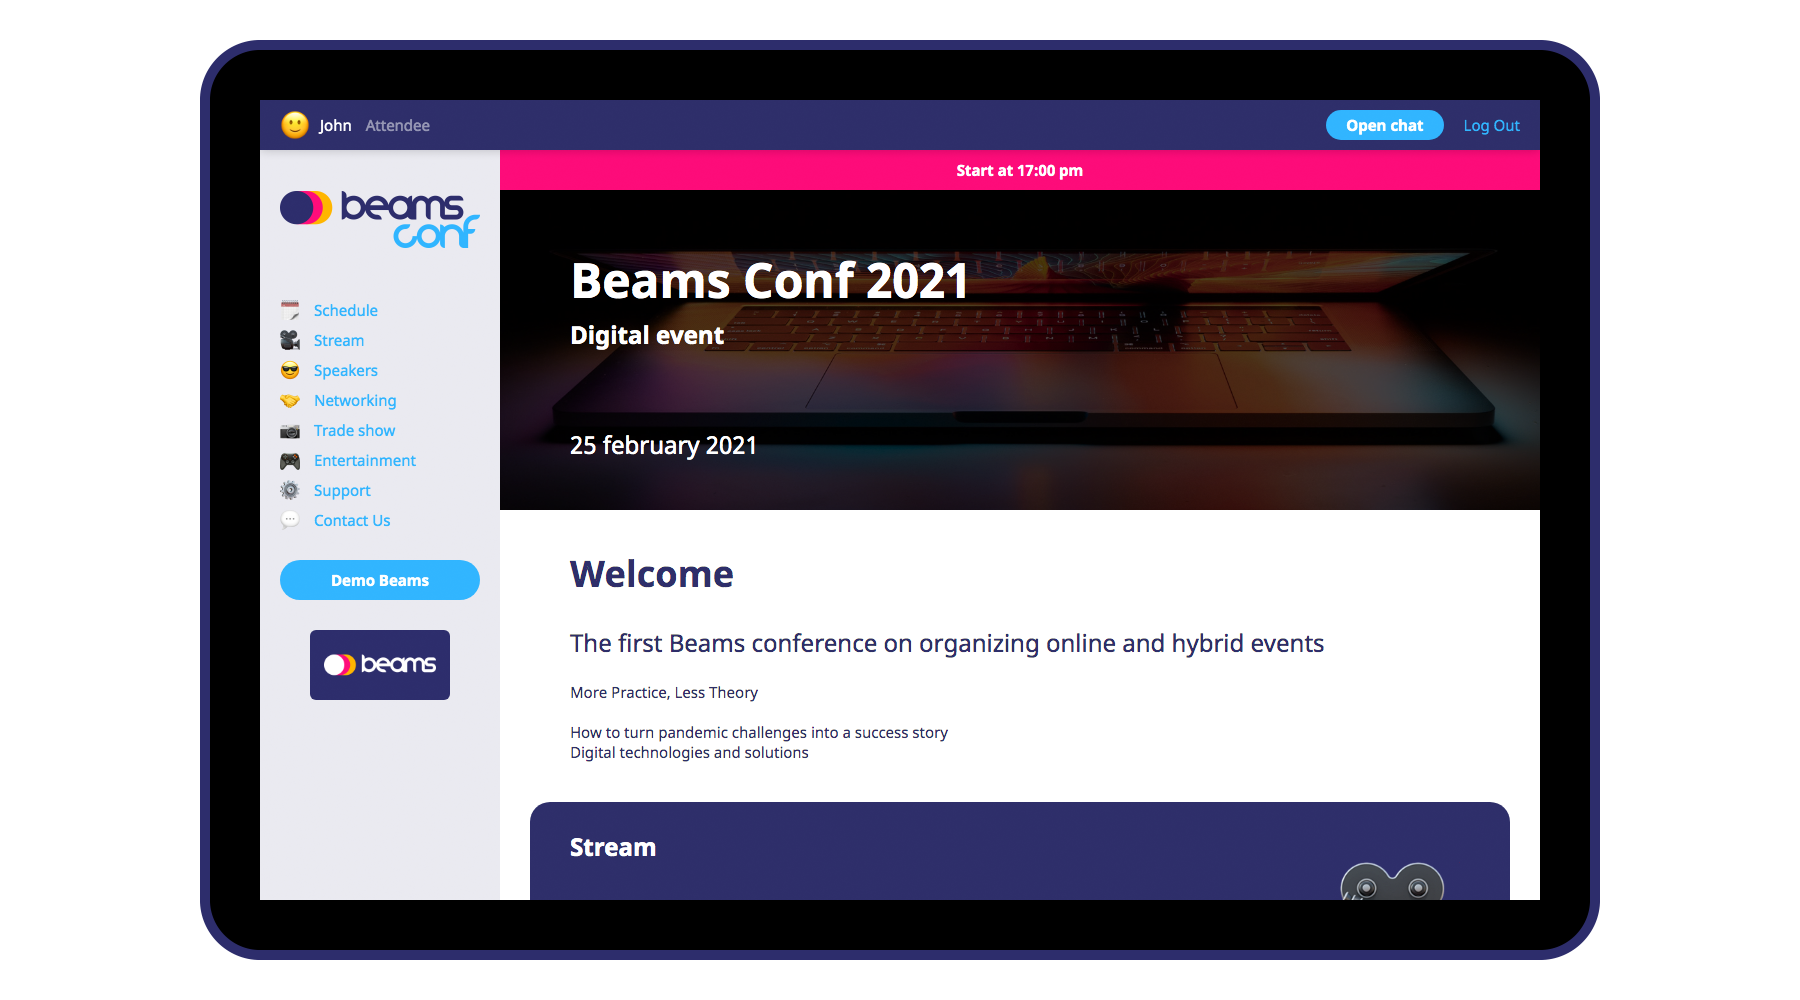 John Attendee
Open chat Log Out
beams
conf
Schedule
Stream
Speakers
Networking
Trade show
Entertainment
Support
Contact Us
Demo Beams
beams
Start at 17:00 pm
Beams Conf 2021
Digital event
25 february 2021
Welcome
The first Beams conference on organizing online and hybrid events
More Practice, Less Theory
How to turn pandemic challenges into a success story
Digital technologies and solutions
Stream